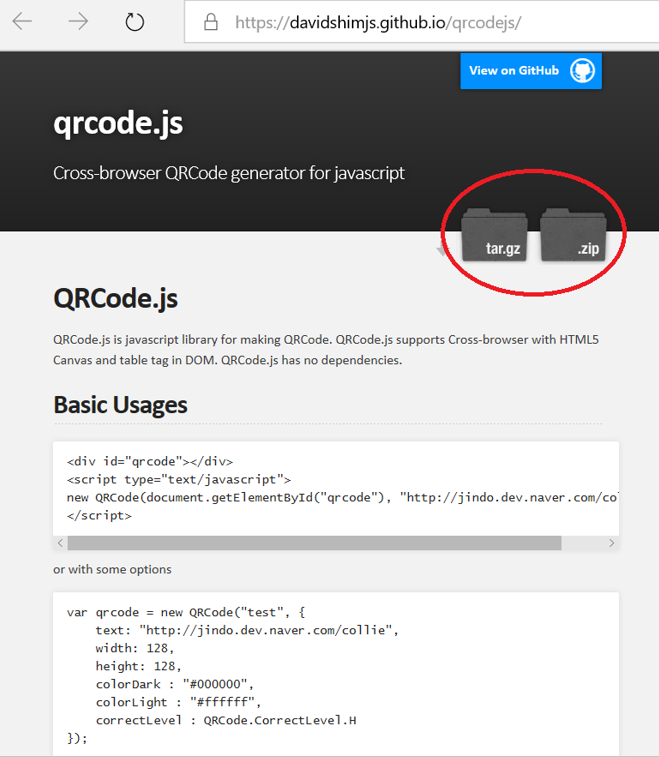 https://davidshimjs.github.io/qrcodejs/
View on GitHub
qrcode.js
Cross-browser QRCode generator for javascript
tar.gz
.zip
QRCode.js
QRCode.js is javascript library for making QRCode. QRCode.js supports Cross-browser with HTML5
Canvas and table tag in DOM. QRCode.js has no dependencies.
Basic Usages
<div id="qrcode"></div>
<script type="text/javascript">
new QRCode(document.getElementById("qrcode"), "http://jindo.dev.naver.com/col
</script>
or with some options
var qrcode = new QRCode("test", {
    text: "http://jindo.dev.naver.com/collie",
    width: 128,
    height: 128,
    colorDark : "#000000",
    colorLight : "#ffffff",
    correctLevel : QRCode.CorrectLevel.H
});